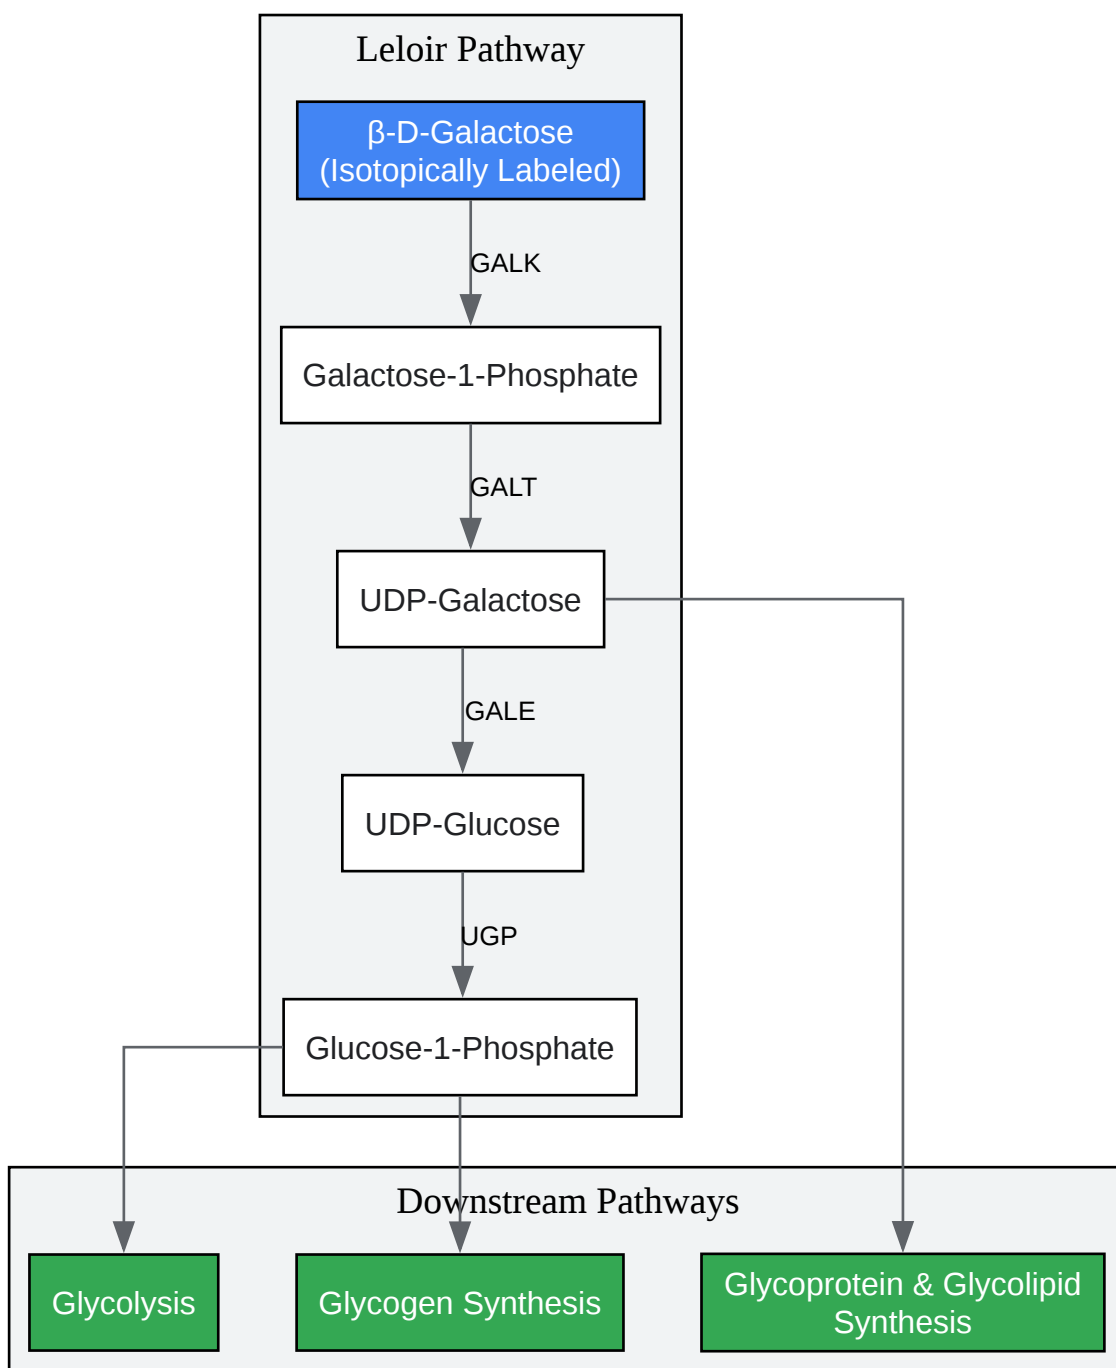 Leloir Pathway
β-D-Galactose
(Isotopically Labeled)
GALK
Galactose-1-Phosphate
GALT
UDP-Galactose
GALE
UDP-Glucose
UGP
Glucose-1-Phosphate
Downstream Pathways
Glycolysis
Glycogen Synthesis
Glycoprotein & Glycolipid
Synthesis